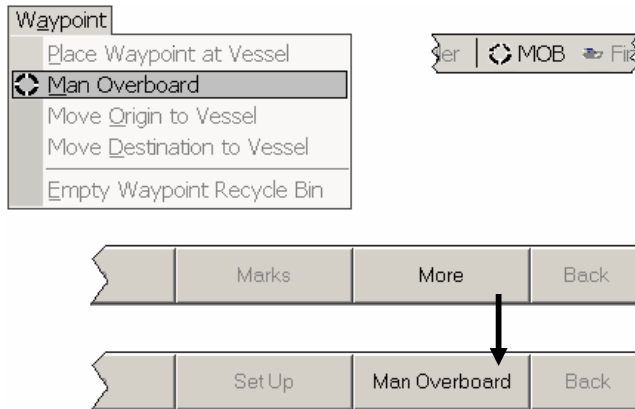 Waypoint
Place Waypoint at Vessel
Man Overboard
Move Origin to Vessel
Move Destination to Vessel
Empty Waypoint Recycle Bin
MOB
Marks More Back
Set Up Man Overboard Back